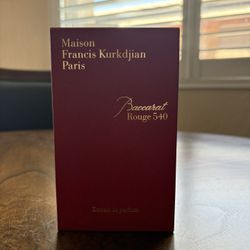 Maison
Francis Kurkdjian
Paris
Baccarat
Rouge 540
Extrait de parfum